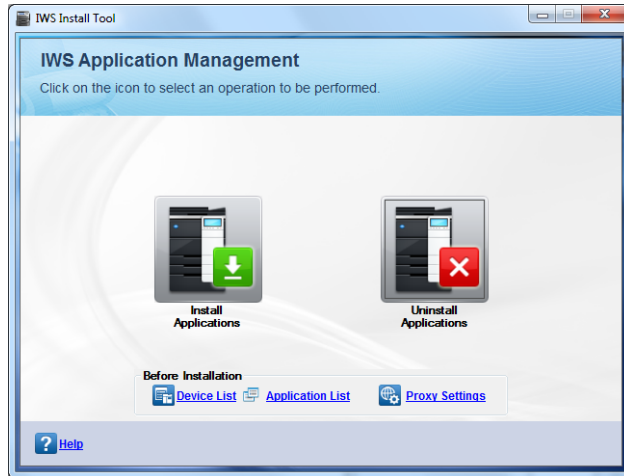 IWS Install Tool
IWS Application Management
Click on the icon to select an operation to be performed.
Install
Applications
Uninstall
Applications
Before Installation
Device List Application List Proxy Settings
? Help